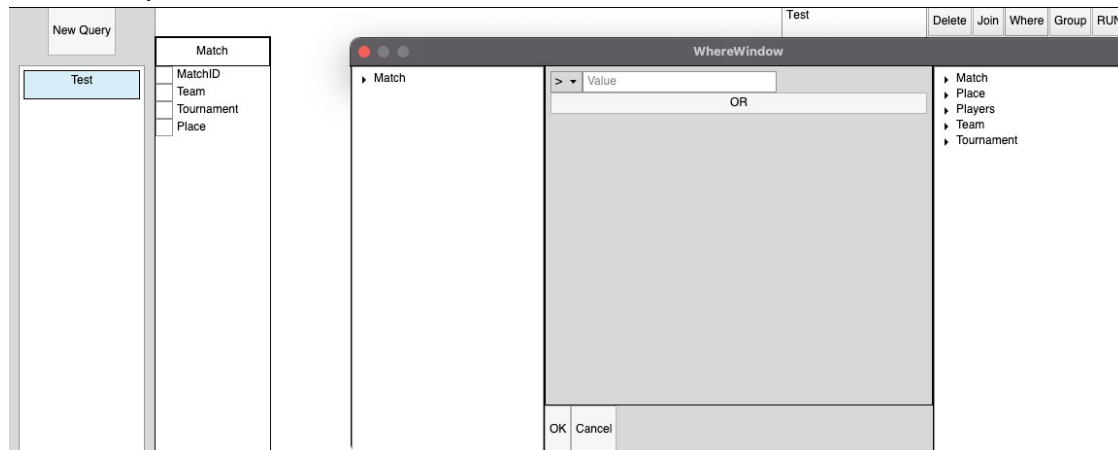 New Query
Test
Match
MatchID
Team
Tournament
Place
Test
Delete Join Where Group RUN
WhereWindow
Match
> Value
OR
OK Cancel
Match
Place
Players
Team
Tournament